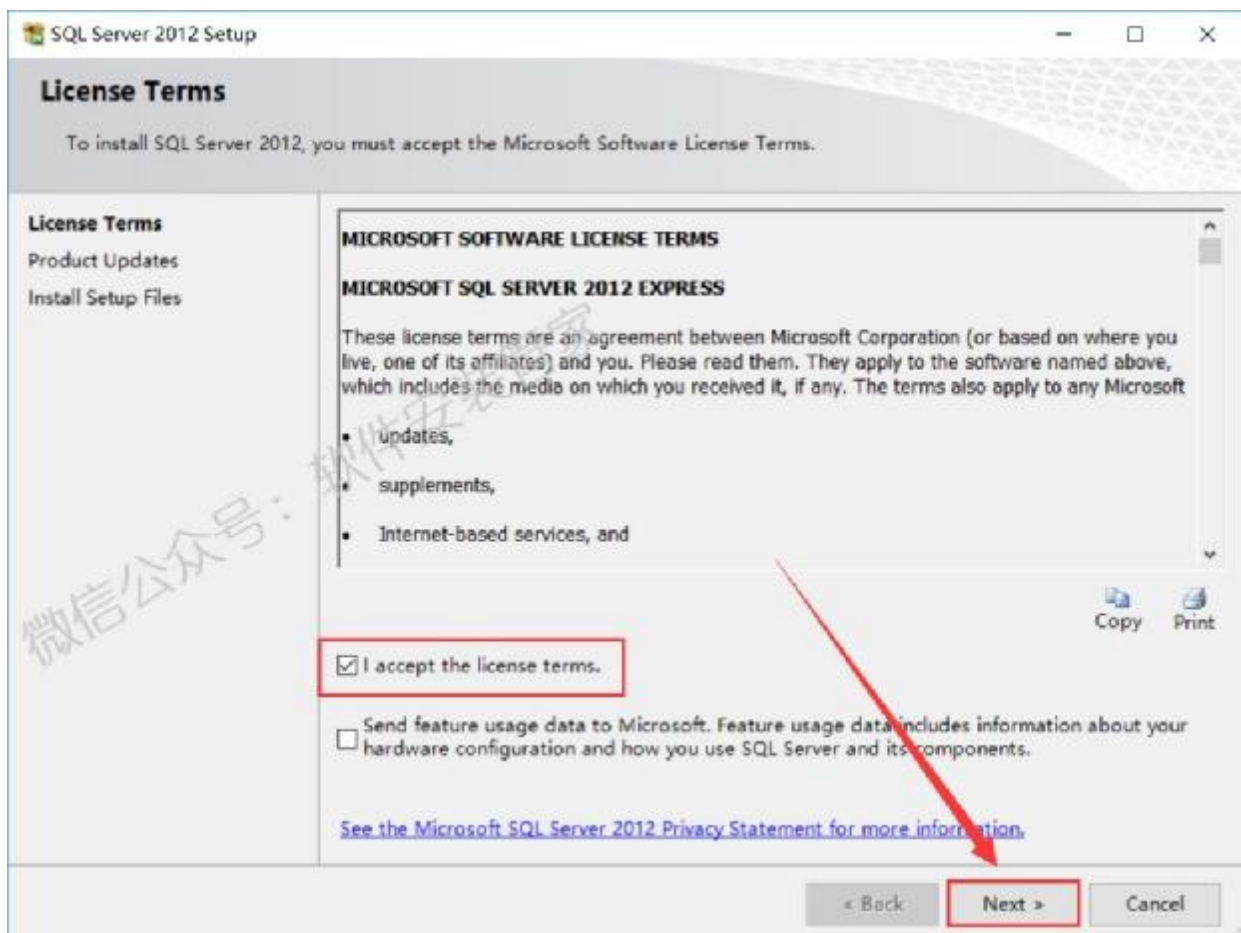 SQL Server 2012 Setup
License Terms
To install SQL Server 2012, you must accept the Microsoft Software License Terms.
License Terms
Product Updates
Install Setup Files
MICROSOFT SOFTWARE LICENSE TERMS
MICROSOFT SQL SERVER 2012 EXPRESS
These license terms are an agreement between Microsoft Corporation (or based on where you
live, one of its affiliates) and you. Please read them. They apply to the software named above,
which includes the media on which you received it, if any. The terms also apply to any Microsoft
• updates,
• supplements,
• Internet-based services, and
Copy Print
I accept the license terms.
Send feature usage data to Microsoft. Feature usage data includes information about your
hardware configuration and how you use SQL Server and its components.
See the Microsoft SQL Server 2012 Privacy Statement for more information.
< Back Next > Cancel
微信公众号：软件安装管家